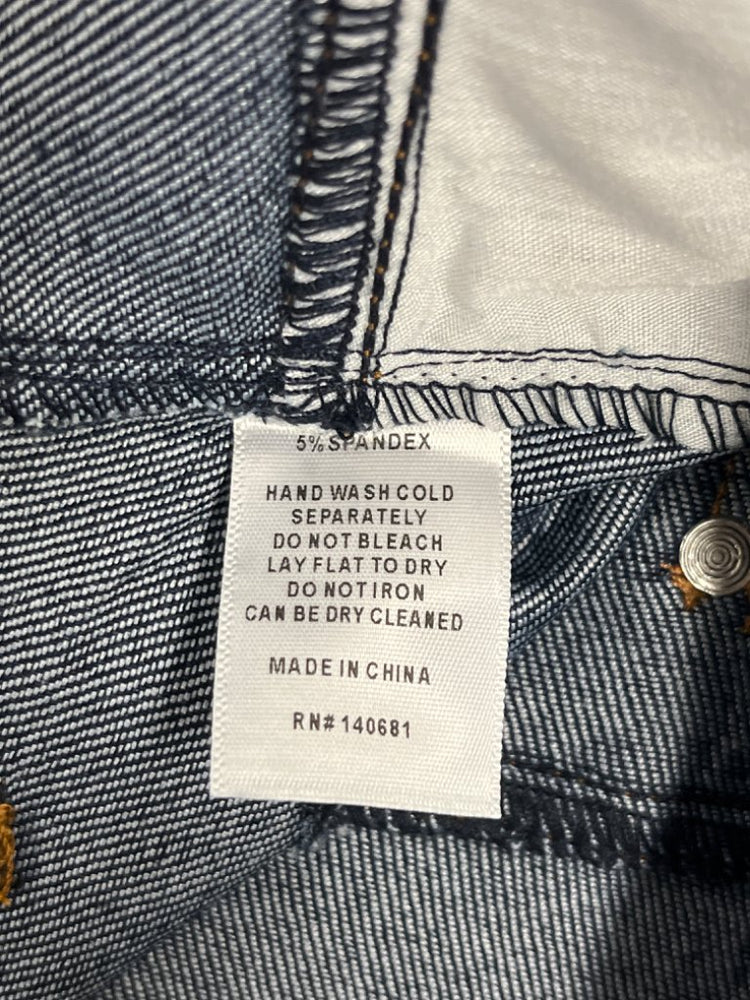 5% SPANDEX
HAND WASH COLD
SEPARATELY
DO NOT BLEACH
LAY FLAT TO DRY
DO NOT IRON
CAN BE DRY CLEANED
MADE IN CHINA
RN# 140681